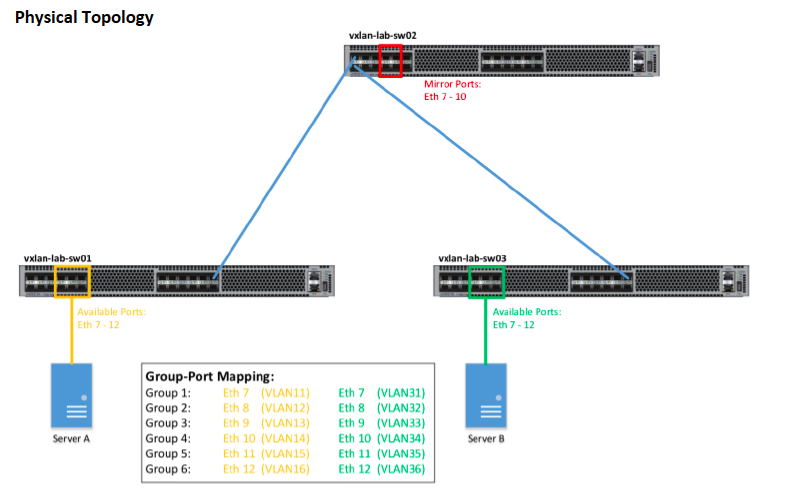 Physical Topology
vxlan-lab-sw02
Mirror Ports:
Eth 7 - 10
vxlan-lab-sw01
vxlan-lab-sw03
Available Ports:
Eth 7 - 12
Available Ports:
Eth 7 - 12
Group-Port Mapping:
Group 1: Eth 7 (VLAN11) Eth 7 (VLAN31)
Group 2: Eth 8 (VLAN12) Eth 8 (VLAN32)
Group 3: Eth 9 (VLAN13) Eth 9 (VLAN33)
Group 4: Eth 10 (VLAN14) Eth 10 (VLAN34)
Group 5: Eth 11 (VLAN15) Eth 11 (VLAN35)
Group 6: Eth 12 (VLAN16) Eth 12 (VLAN36)
Server A
Server B